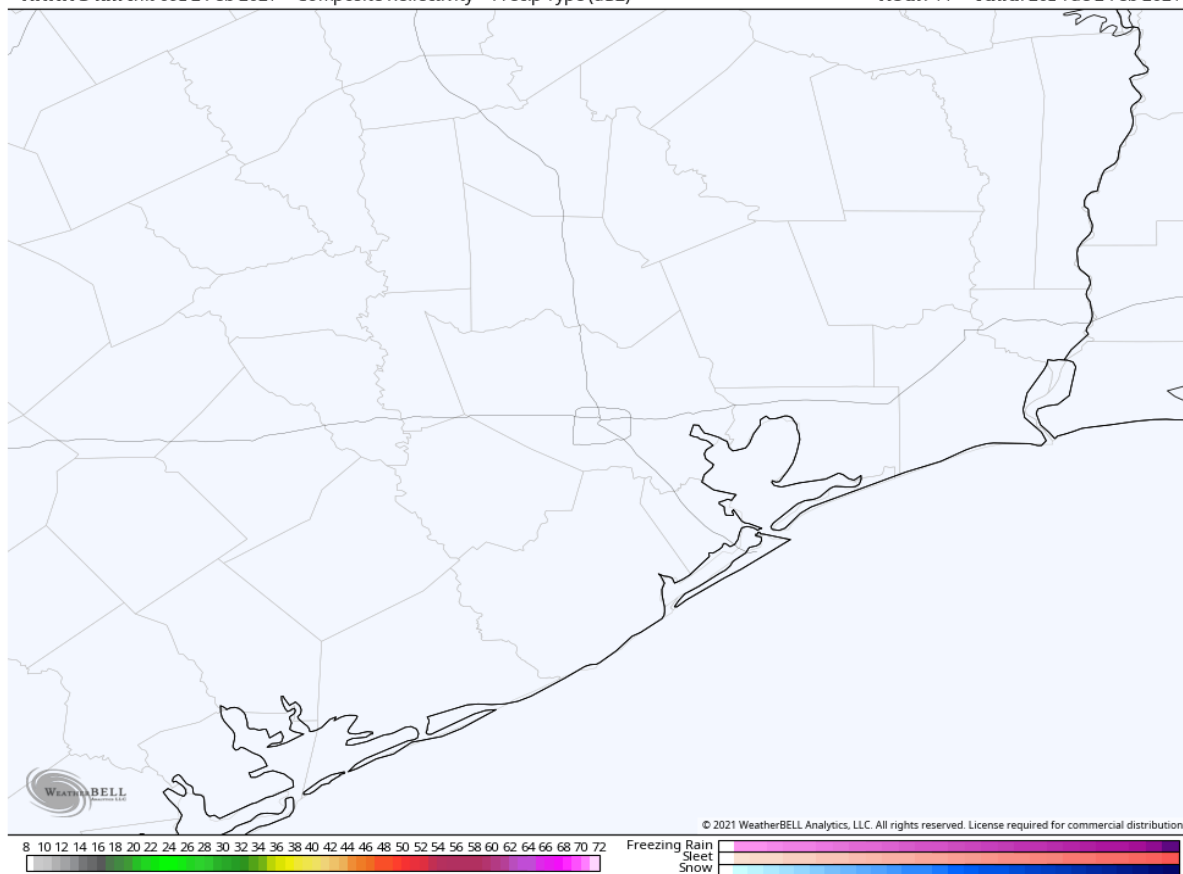 WEATHERBELL
ANALYTICS LLC
© 2021 WeatherBELL Analytics, LLC. All rights reserved. License required for commercial distribution
8 10 12 14 16 18 20 22 24 26 28 30 32 34 36 38 40 42 44 46 48 50 52 54 56 58 60 62 64 66 68 70 72
Freezing Rain
Sleet
Snow